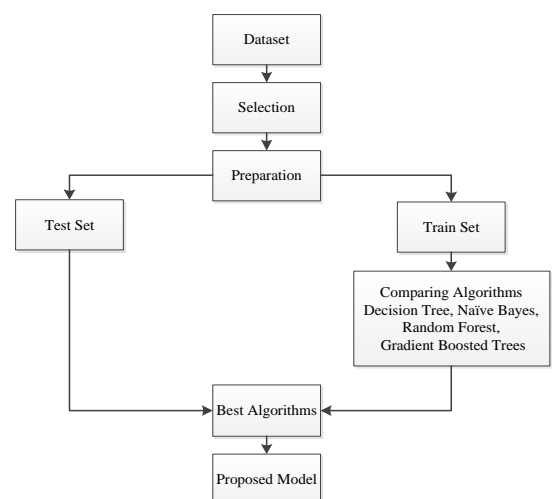 Dataset
Selection
Preparation
Test Set
Train Set
Comparing Algorithms
Decision Tree, Naïve Bayes,
Random Forest,
Gradient Boosted Trees
Best Algorithms
Proposed Model